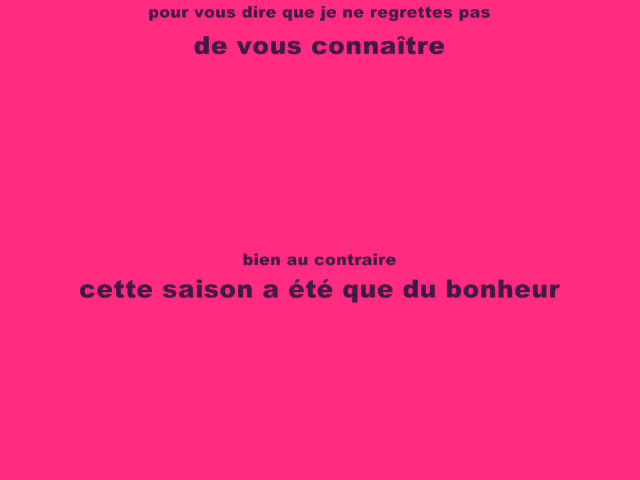 pour vous dire que je ne regrettes pas
de vous connaître
bien au contraire
cette saison a été que du bonheur